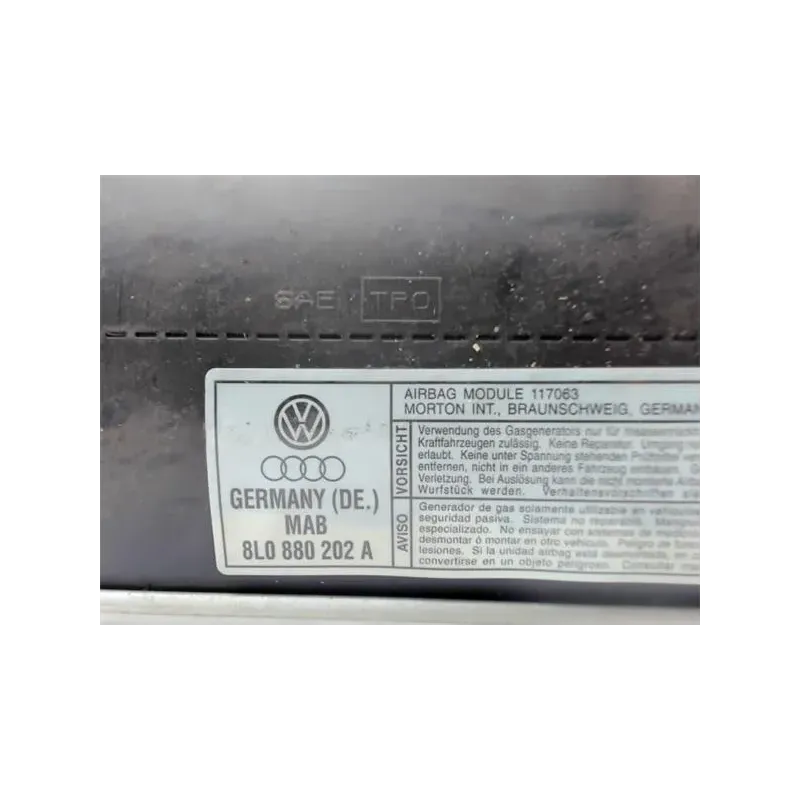 SAE TPO
VW
GERMANY (DE.)
MAB
8L0 880 202 A
AIRBAG MODULE 117063
MORTON INT., BRAUNSCHWEIG, GERMAN
VORSICHT
Verwendung des Gasgenerators nur für
Kraftfahrzeugen zulässig. Keine Reparatur.
erlaubt. Keine unter Spannung stehenden
entfernen, nicht in ein anderes Fahrzeug einbauen.
Verletzung. Bei Auslösung kann die nicht montierte
Wurfstück werden. Verhaltensvorschriften
AVISO
Generador de gas solamente utilizable en
seguridad pasiva. Sistema no
especializado. No ensayar con sistemas de
desmontar ó montar en otro vehículo. Peligro de
lesiones. Si la unidad airbag está
convertirse en un objeto peligroso. Consultar